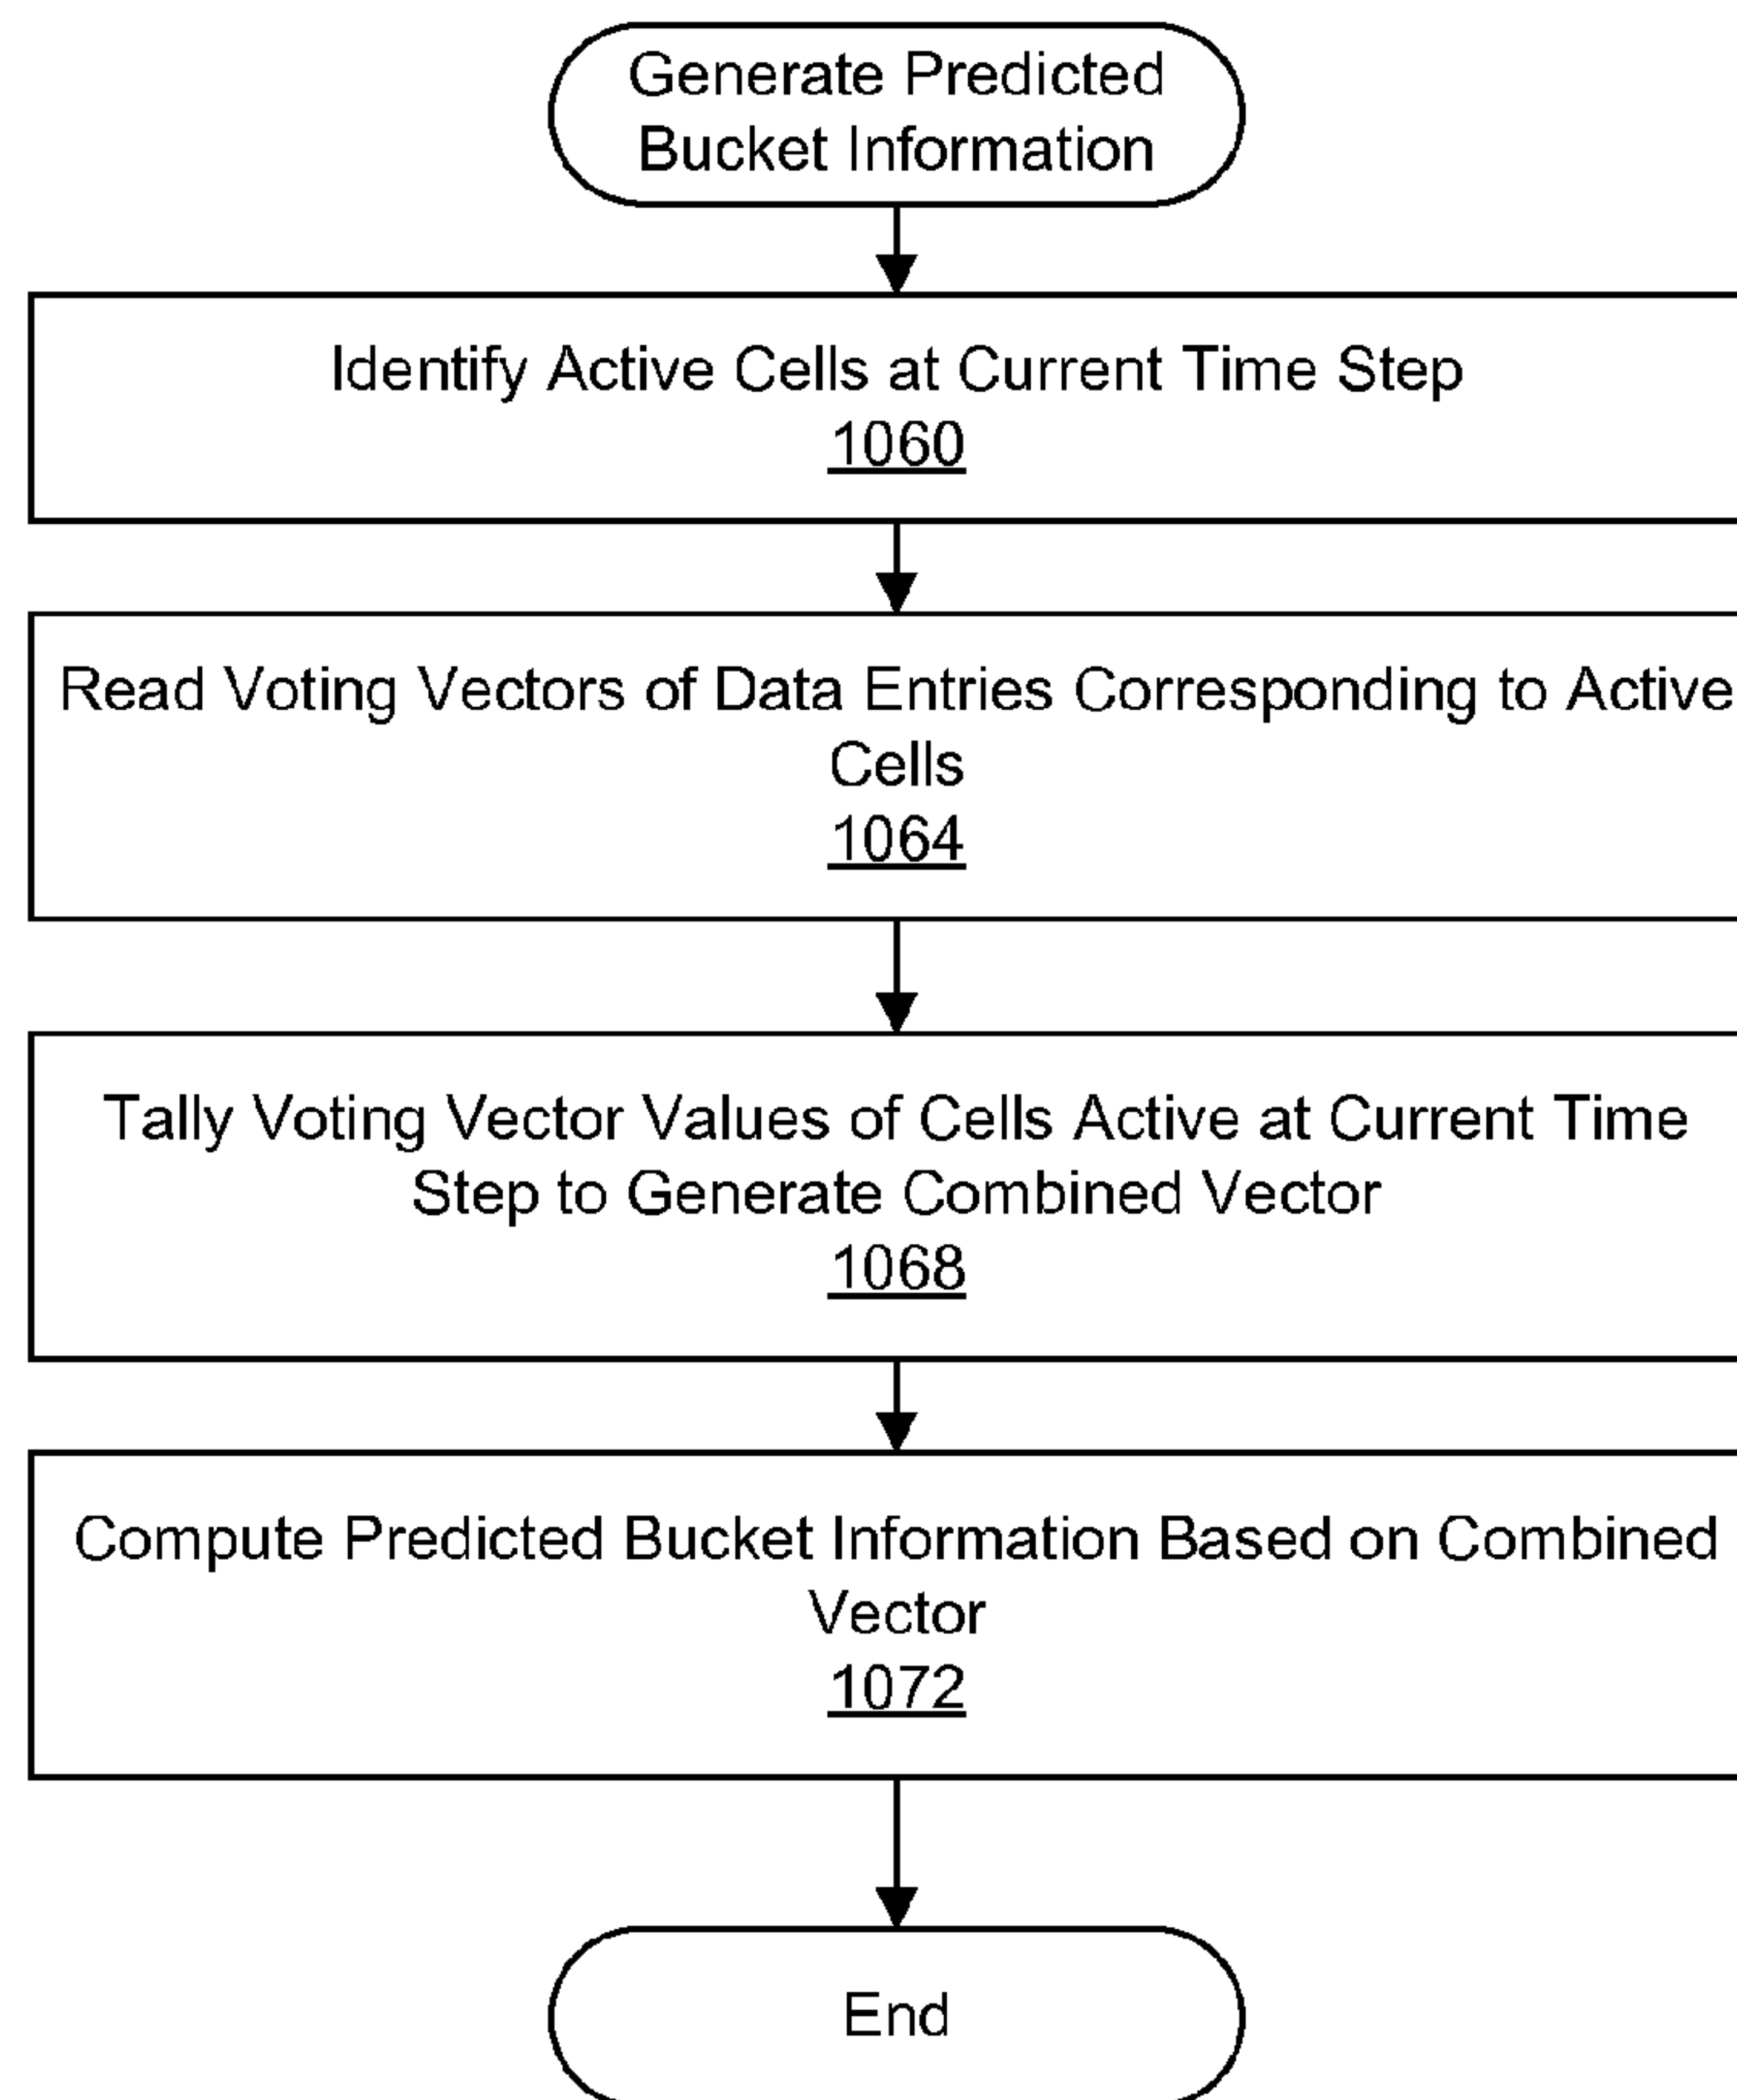 Generate Predicted
Bucket Information
Identify Active Cells at Current Time Step
1060
Read Voting Vectors of Data Entries Corresponding to Active
Cells
1064
Tally Voting Vector Values of Cells Active at Current Time
Step to Generate Combined Vector
1068
Compute Predicted Bucket Information Based on Combined
Vector
1072
End